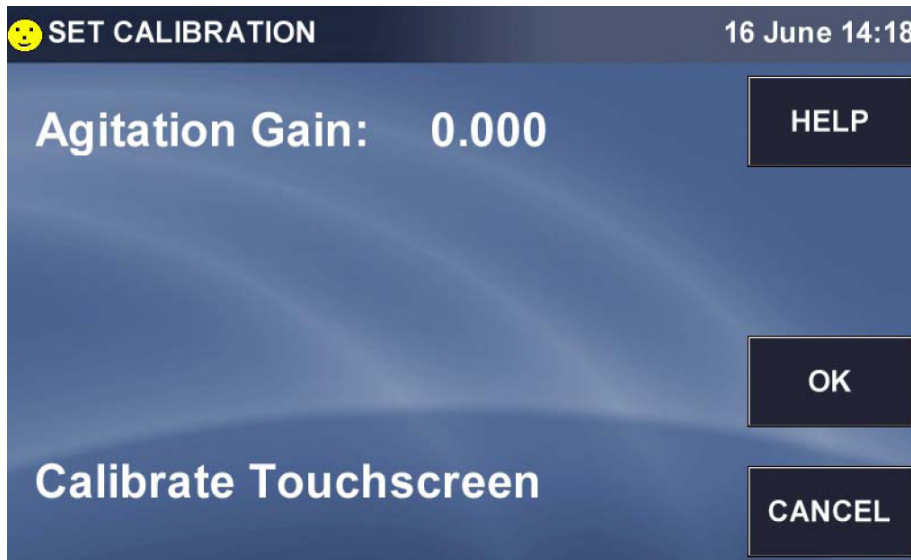 SET CALIBRATION 16 June 14:18
Agitation Gain: 0.000
HELP
OK
Calibrate Touchscreen
CANCEL